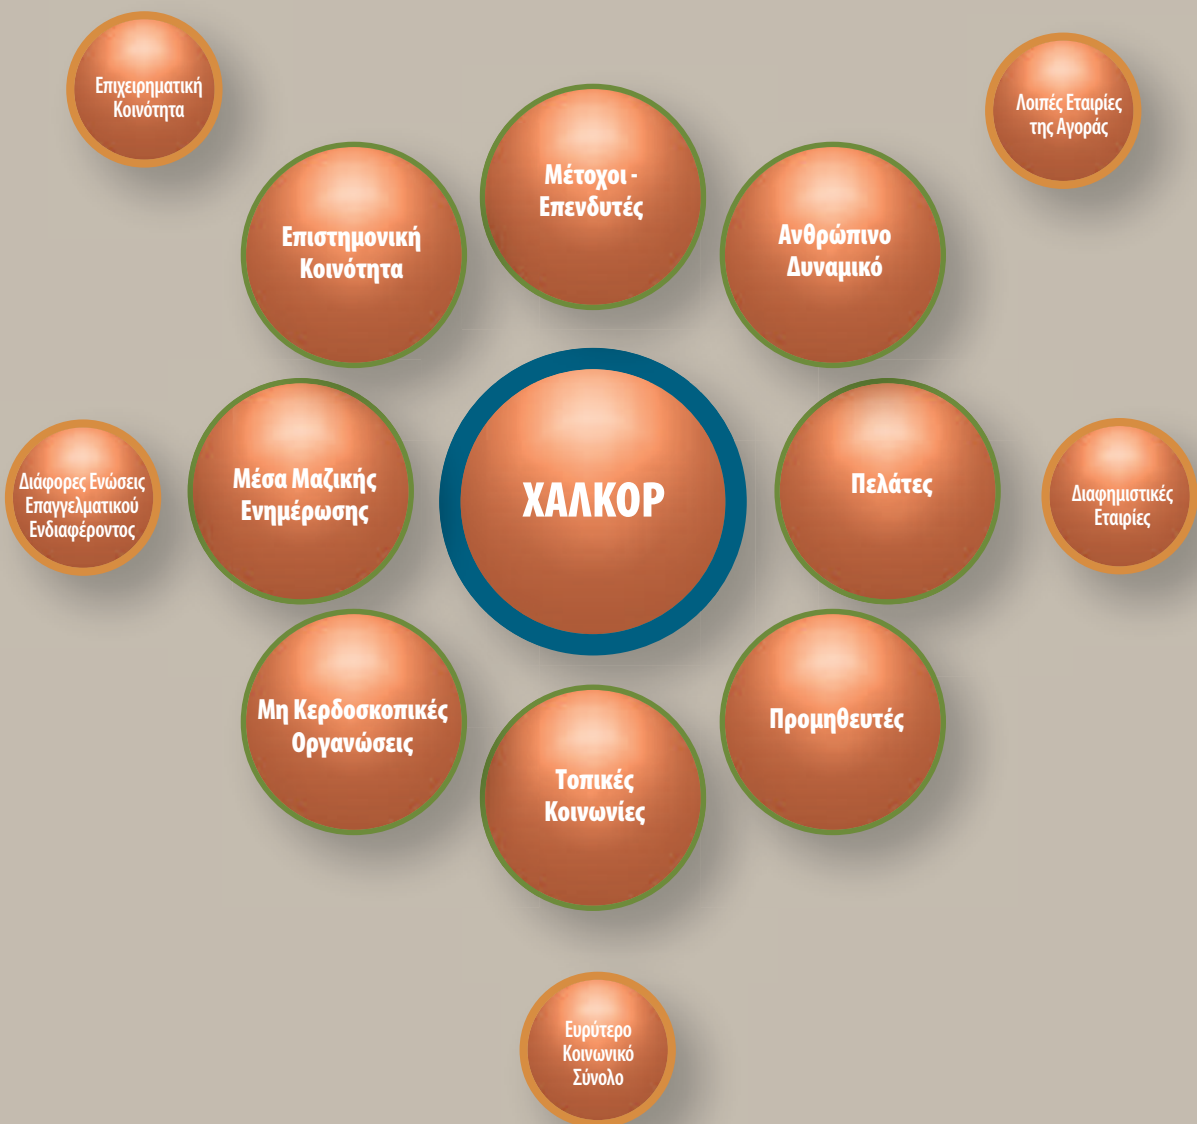 Επιχειρηματική
Κοινότητα
Λοιπές Εταιρίες
της Αγοράς
Μέτοχοι -
Επενδυτές
Επιστημονική
Κοινότητα
Ανθρώπινο
Δυναμικό
Διάφορες Ενώσεις
Επαγγελματικού
Ενδιαφέροντος
Μέσα Μαζικής
Ενημέρωσης
ΧΑΛΚΟΡ
Πελάτες
Διαφημιστικές
Εταιρίες
Μη Κερδοσκοπικές
Οργανώσεις
Προμηθευτές
Τοπικές
Κοινωνίες
Ευρύτερο
Κοινωνικό
Σύνολο